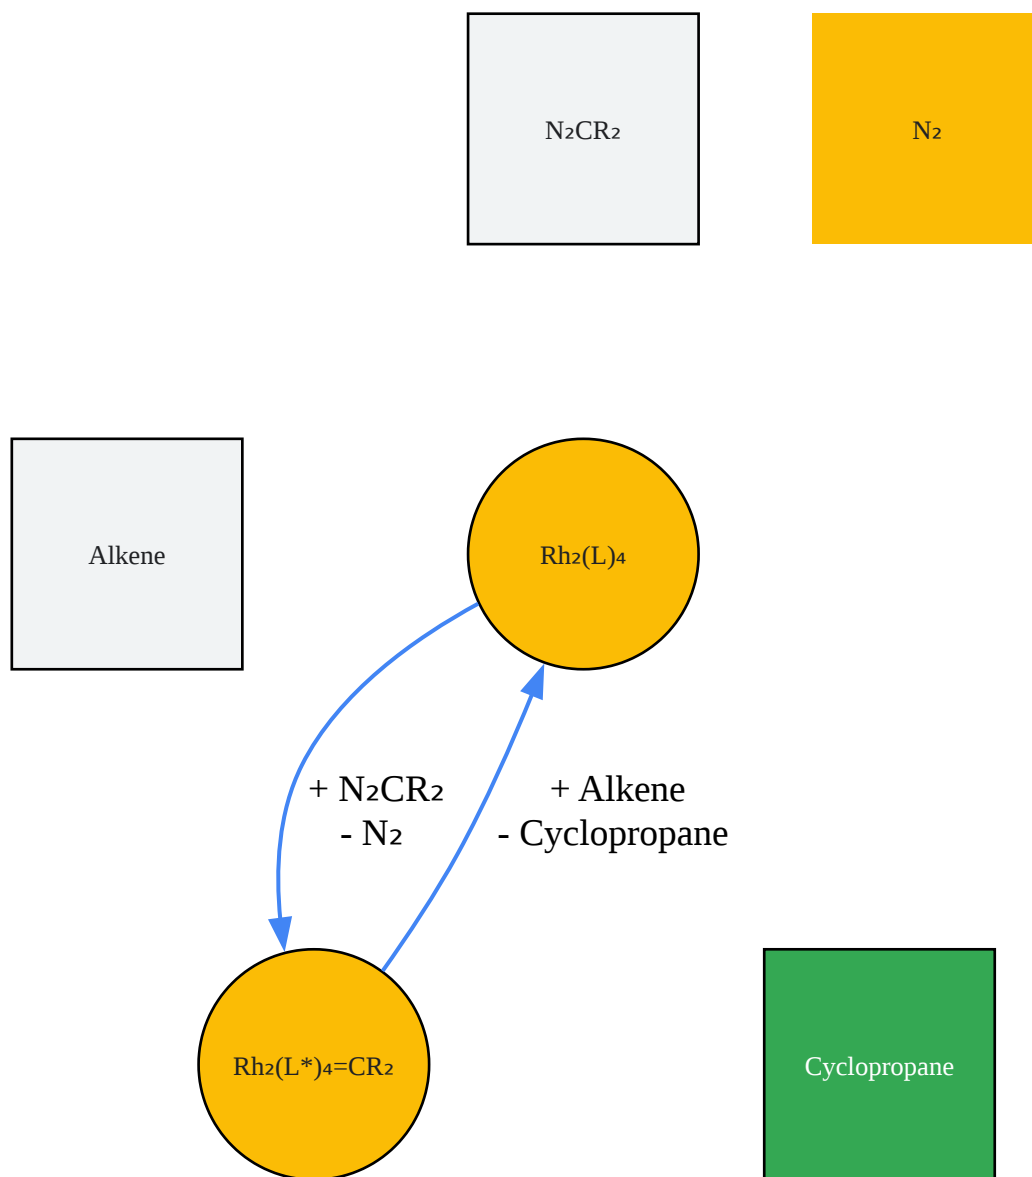 N₂CR₂
N₂
Alkene
Rh₂(L)₄
+ N₂CR₂
- N₂
+ Alkene
- Cyclopropane
Rh₂(L*)₄=CR₂
Cyclopropane